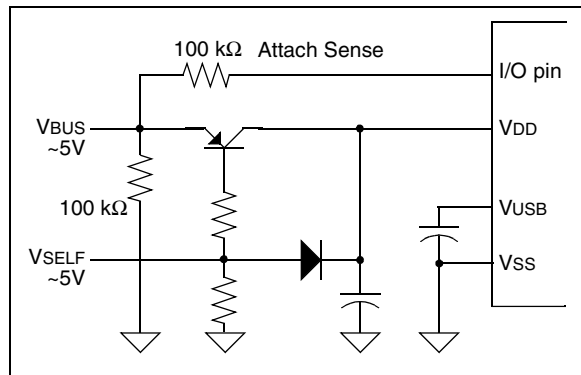 100 kΩ Attach Sense
I/O pin
VBUS
~5V
VDD
100 kΩ
VUSB
VSELF
~5V
VSS